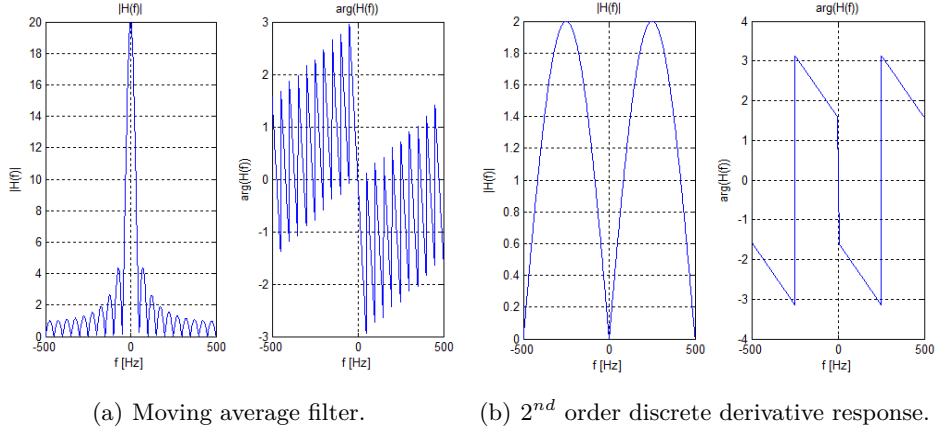 |H(f)|
20
18
16
14
12
10
8
6
4
2
0
|H(f)|
-500 0 500
f [Hz]
arg(H(f))
3
2
1
0
-1
-2
-3
arg(H(f))
-500 0 500
f [Hz]
|H(f)|
2
1.8
1.6
1.4
1.2
1
0.8
0.6
0.4
0.2
0
|H(f)|
-500 0 500
f [Hz]
arg(H(f))
4
3
2
1
0
-1
-2
-3
-4
arg(H(f))
-500 0 500
f [Hz]
(a) Moving average filter.
(b) 2nd order discrete derivative response.